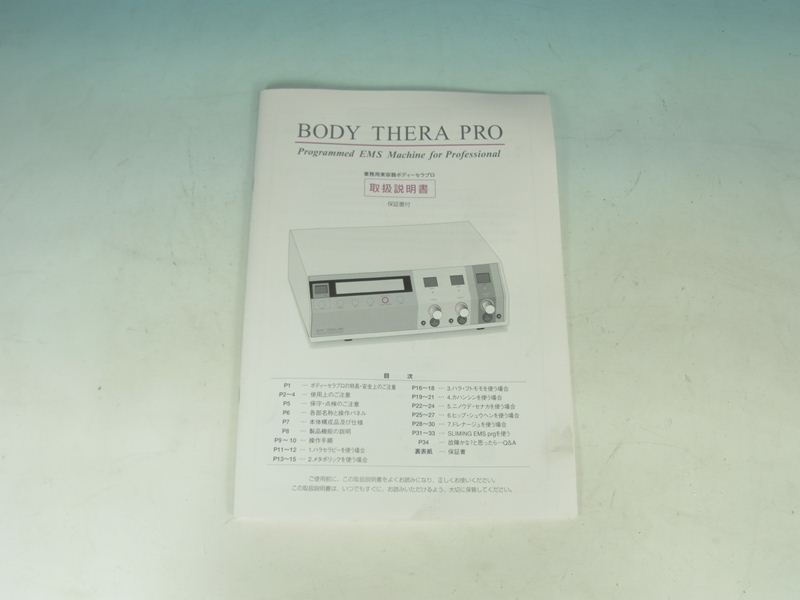 BODY THERA PRO
Programmed EMS Machine for Professional
業務用美容器ボディーセラプロ
取扱説明書
保証書付
目 次
P1 … ボディーセラプロの特長・安全上のご注意
P2～4 … 使用上のご注意
P5 … 保守・点検のご注意
P6 … 各部名称と操作パネル
P7 … 本体構成品及び仕様
P8 … 製品機能の説明
P9～10 … 操作手順
P11～12 … 1.ハラセラピーを使う場合
P13～15 … 2.メタボリックを使う場合
P16～18 … 3.ハラ・フトモモを使う場合
P19～21 … 4.カハンシンを使う場合
P22～24 … 5.ニノウデ・セナカを使う場合
P25～27 … 6.ヒップ・シュウヘンを使う場合
P28～30 … 7.ドレナージュを使う場合
P31～33 … SLIMING EMS prgを使う
P34 … 故障かな?と思ったら…Q&A
裏表紙 … 保証書
ご使用前に、この取扱説明書をよくお読みになり、正しくお使いください。
この取扱説明書は、いつでもすぐに、お読みいただけるよう、大切に保管してください。